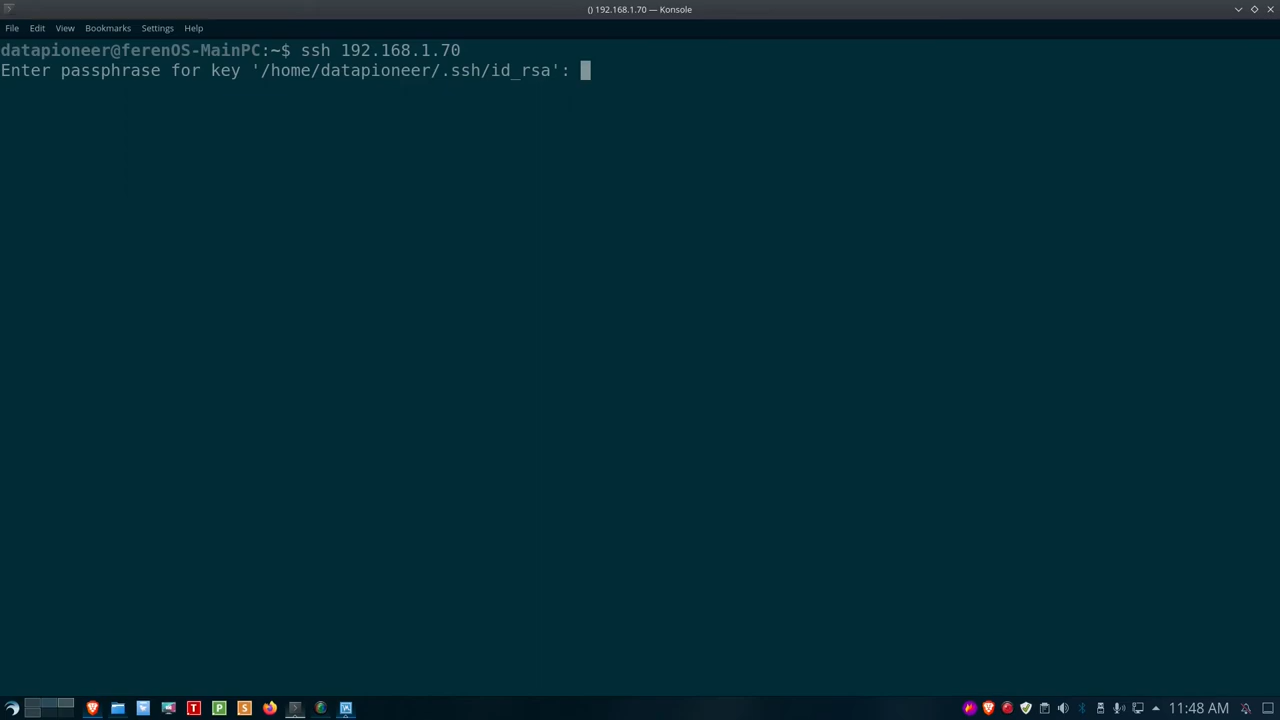 () 192.168.1.70 — Konsole
File Edit View Bookmarks Settings Help
datapioneer@ferenOS-MainPC:~$ ssh 192.168.1.70
Enter passphrase for key '/home/datapioneer/.ssh/id_rsa':
T P S 11:48 AM